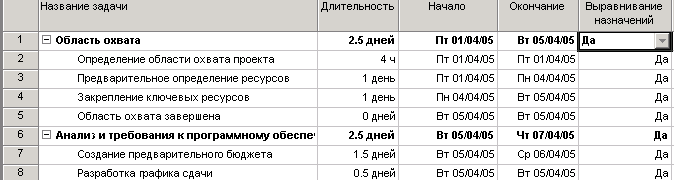 Название задачи Длительность Начало Окончание Выравнивание назначений
1 Область охвата 2.5 дней Пт 01/04/05 Вт 05/04/05 Да
2 Определение области охвата проекта 4 ч Пт 01/04/05 Пт 01/04/05 Да
3 Предварительное определение ресурсов 1 день Пт 01/04/05 Пн 04/04/05 Да
4 Закрепление ключевых ресурсов 1 день Пн 04/04/05 Вт 05/04/05 Да
5 Область охвата завершена 0 дней Вт 05/04/05 Вт 05/04/05 Да
6 Анализ и требования к программному обеспеч 2.5 дней Вт 05/04/05 Чт 07/04/05 Да
7 Создание предварительного бюджета 1.5 дней Вт 05/04/05 Ср 06/04/05 Да
8 Разработка графика сдачи 0.5 дней Вт 05/04/05 Вт 05/04/05 Да